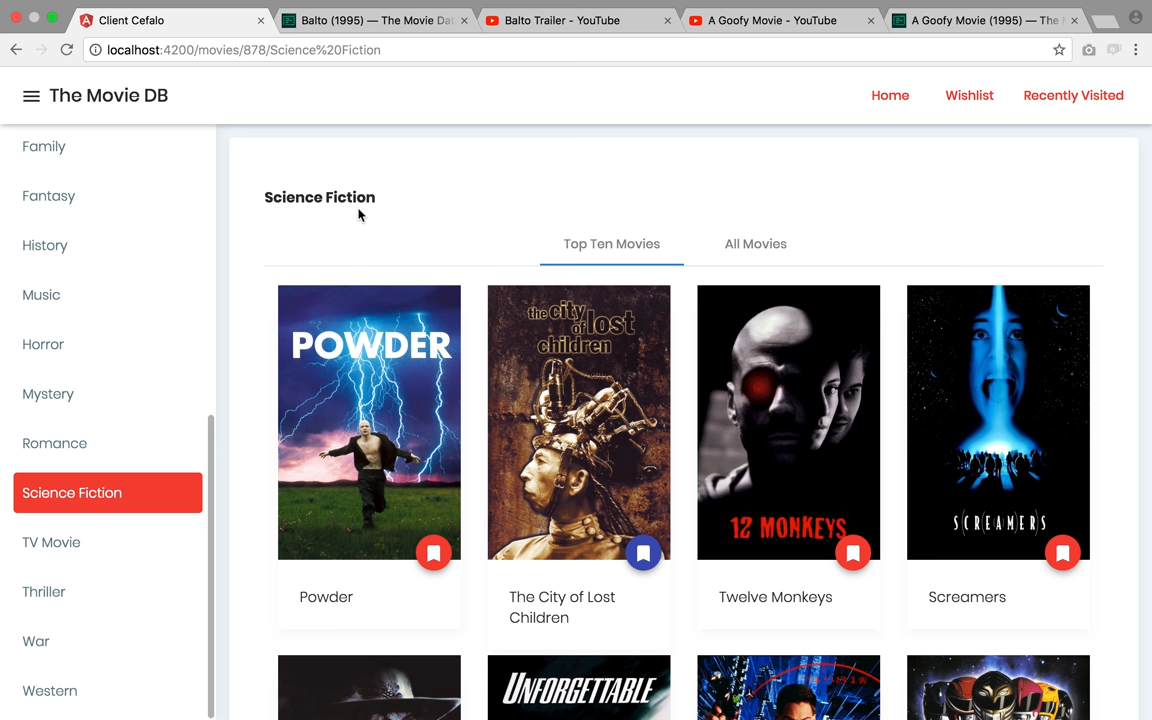 Client Cefalo
Balto (1995) — The Movie Dat
Balto Trailer - YouTube
A Goofy Movie - YouTube
A Goofy Movie (1995) — The
localhost:4200/movies/878/Science%20Fiction
The Movie DB
Home
Wishlist
Recently Visited
Family
Fantasy
History
Music
Horror
Mystery
Romance
Science Fiction
TV Movie
Thriller
War
Western
Science Fiction
Top Ten Movies
All Movies
POWDER
the city
of lost
children
12 MONKEYS
SCREAMERS
Powder
The City of Lost
Children
Twelve Monkeys
Screamers
UNFORGETTABLE